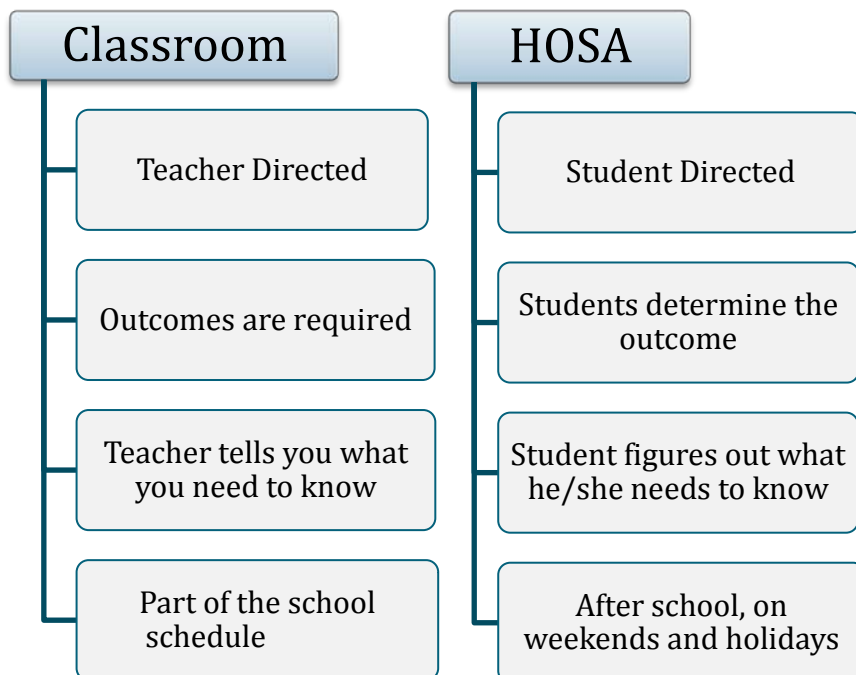 Classroom
Teacher Directed
Outcomes are required
Teacher tells you what
you need to know
Part of the school
schedule
HOSA
Student Directed
Students determine the
outcome
Student figures out what
he/she needs to know
After school, on
weekends and holidays